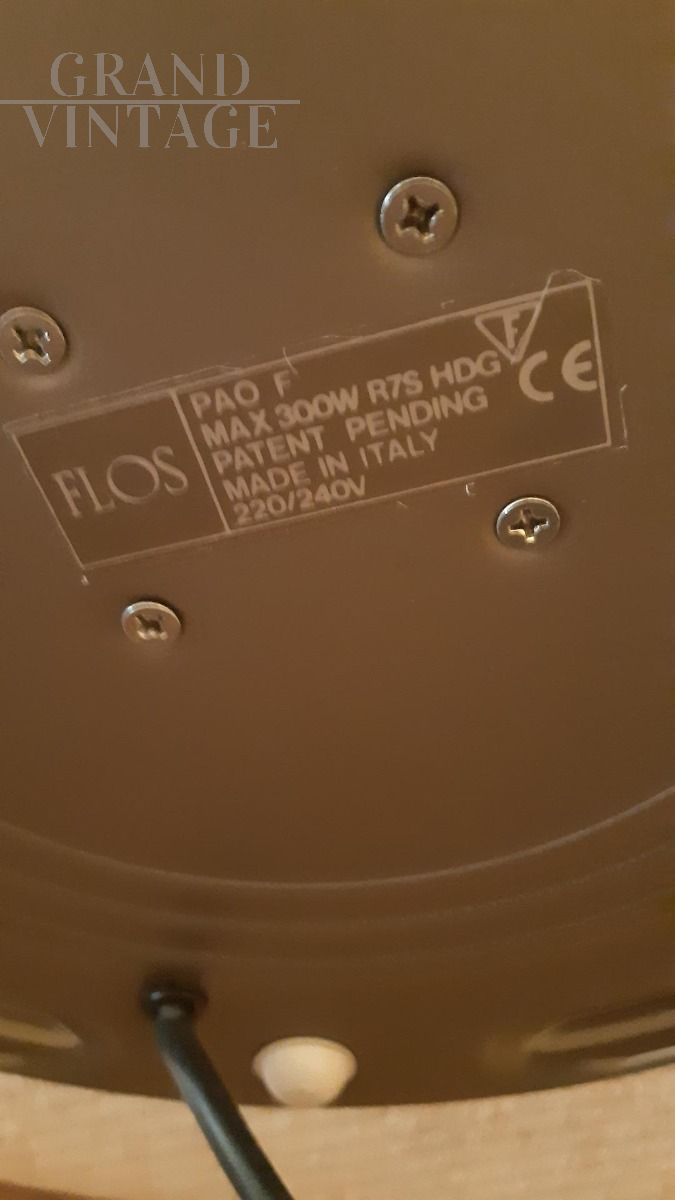 GRAND
VINTAGE
FLOS
PAO F
MAX 300W R7S HDG
PATENT PENDING
MADE IN ITALY
220/240V
F
CE